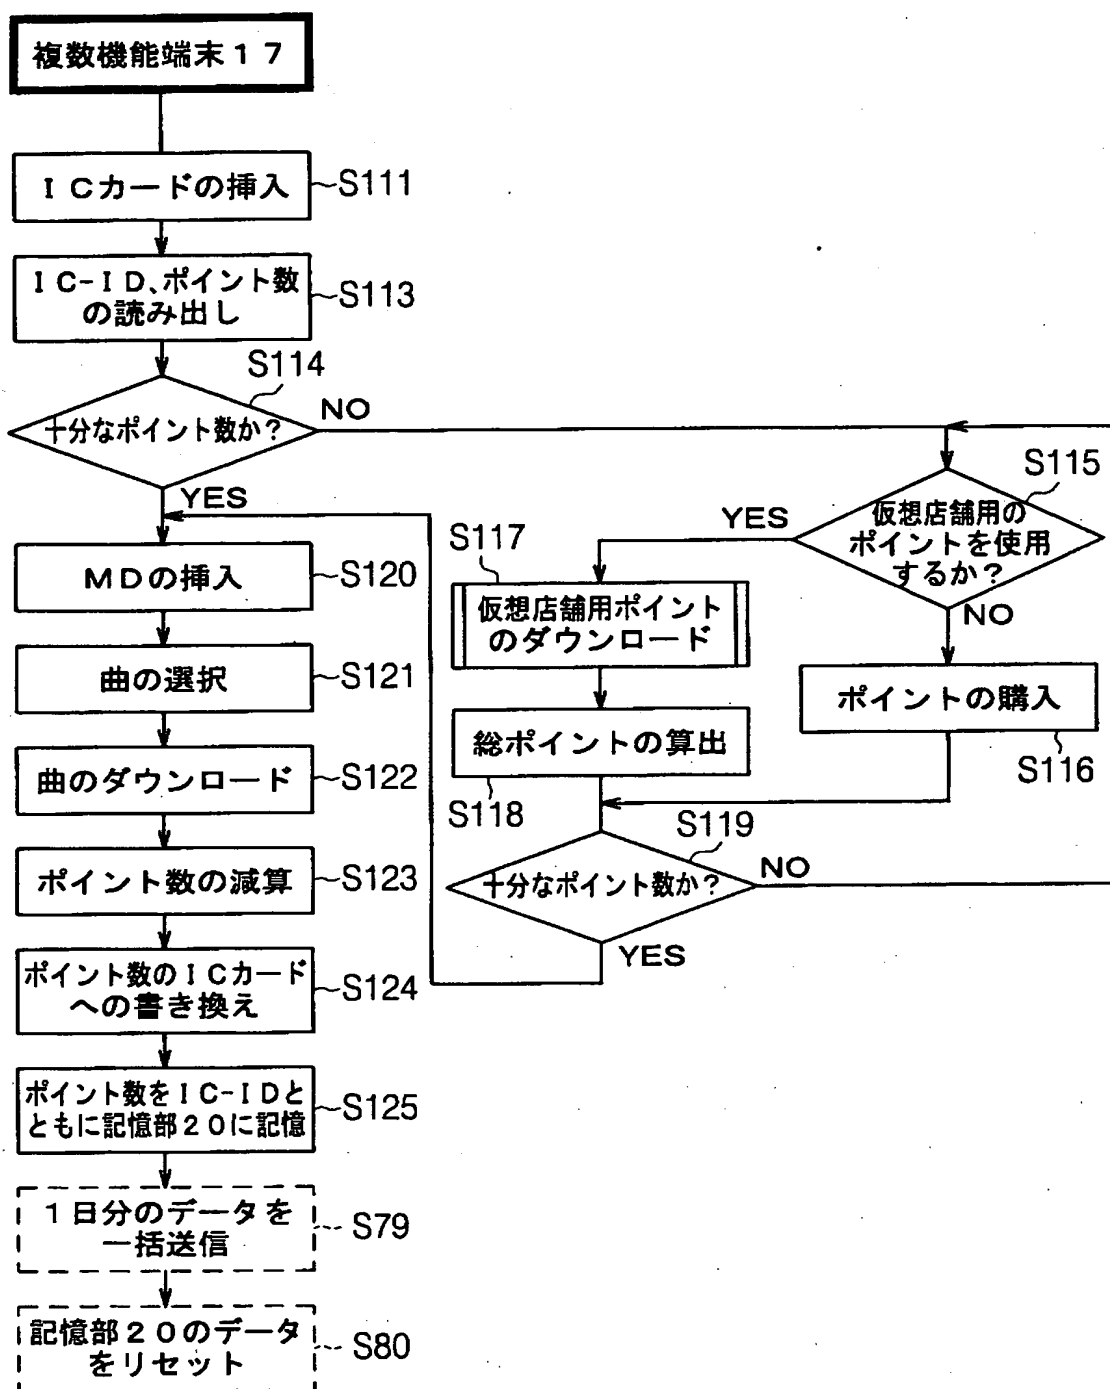 複数機能端末１７
ＩＣカードの挿入
S111
ＩＣ-ＩＤ、ポイント数
の読み出し
S113
S114
十分なポイント数か？
NO
YES
S115
仮想店舗用の
ポイントを使用
するか？
YES
NO
S117
仮想店舗用ポイント
のダウンロード
ポイントの購入
S116
総ポイントの算出
S118
S119
十分なポイント数か？
NO
YES
ＭＤの挿入
S120
曲の選択
S121
曲のダウンロード
S122
ポイント数の減算
S123
ポイント数のＩＣカード
への書き換え
S124
ポイント数をＩＣ-ＩＤと
ともに記憶部２０に記憶
S125
１日分のデータを
一括送信
S79
記憶部２０のデータ
をリセット
S80